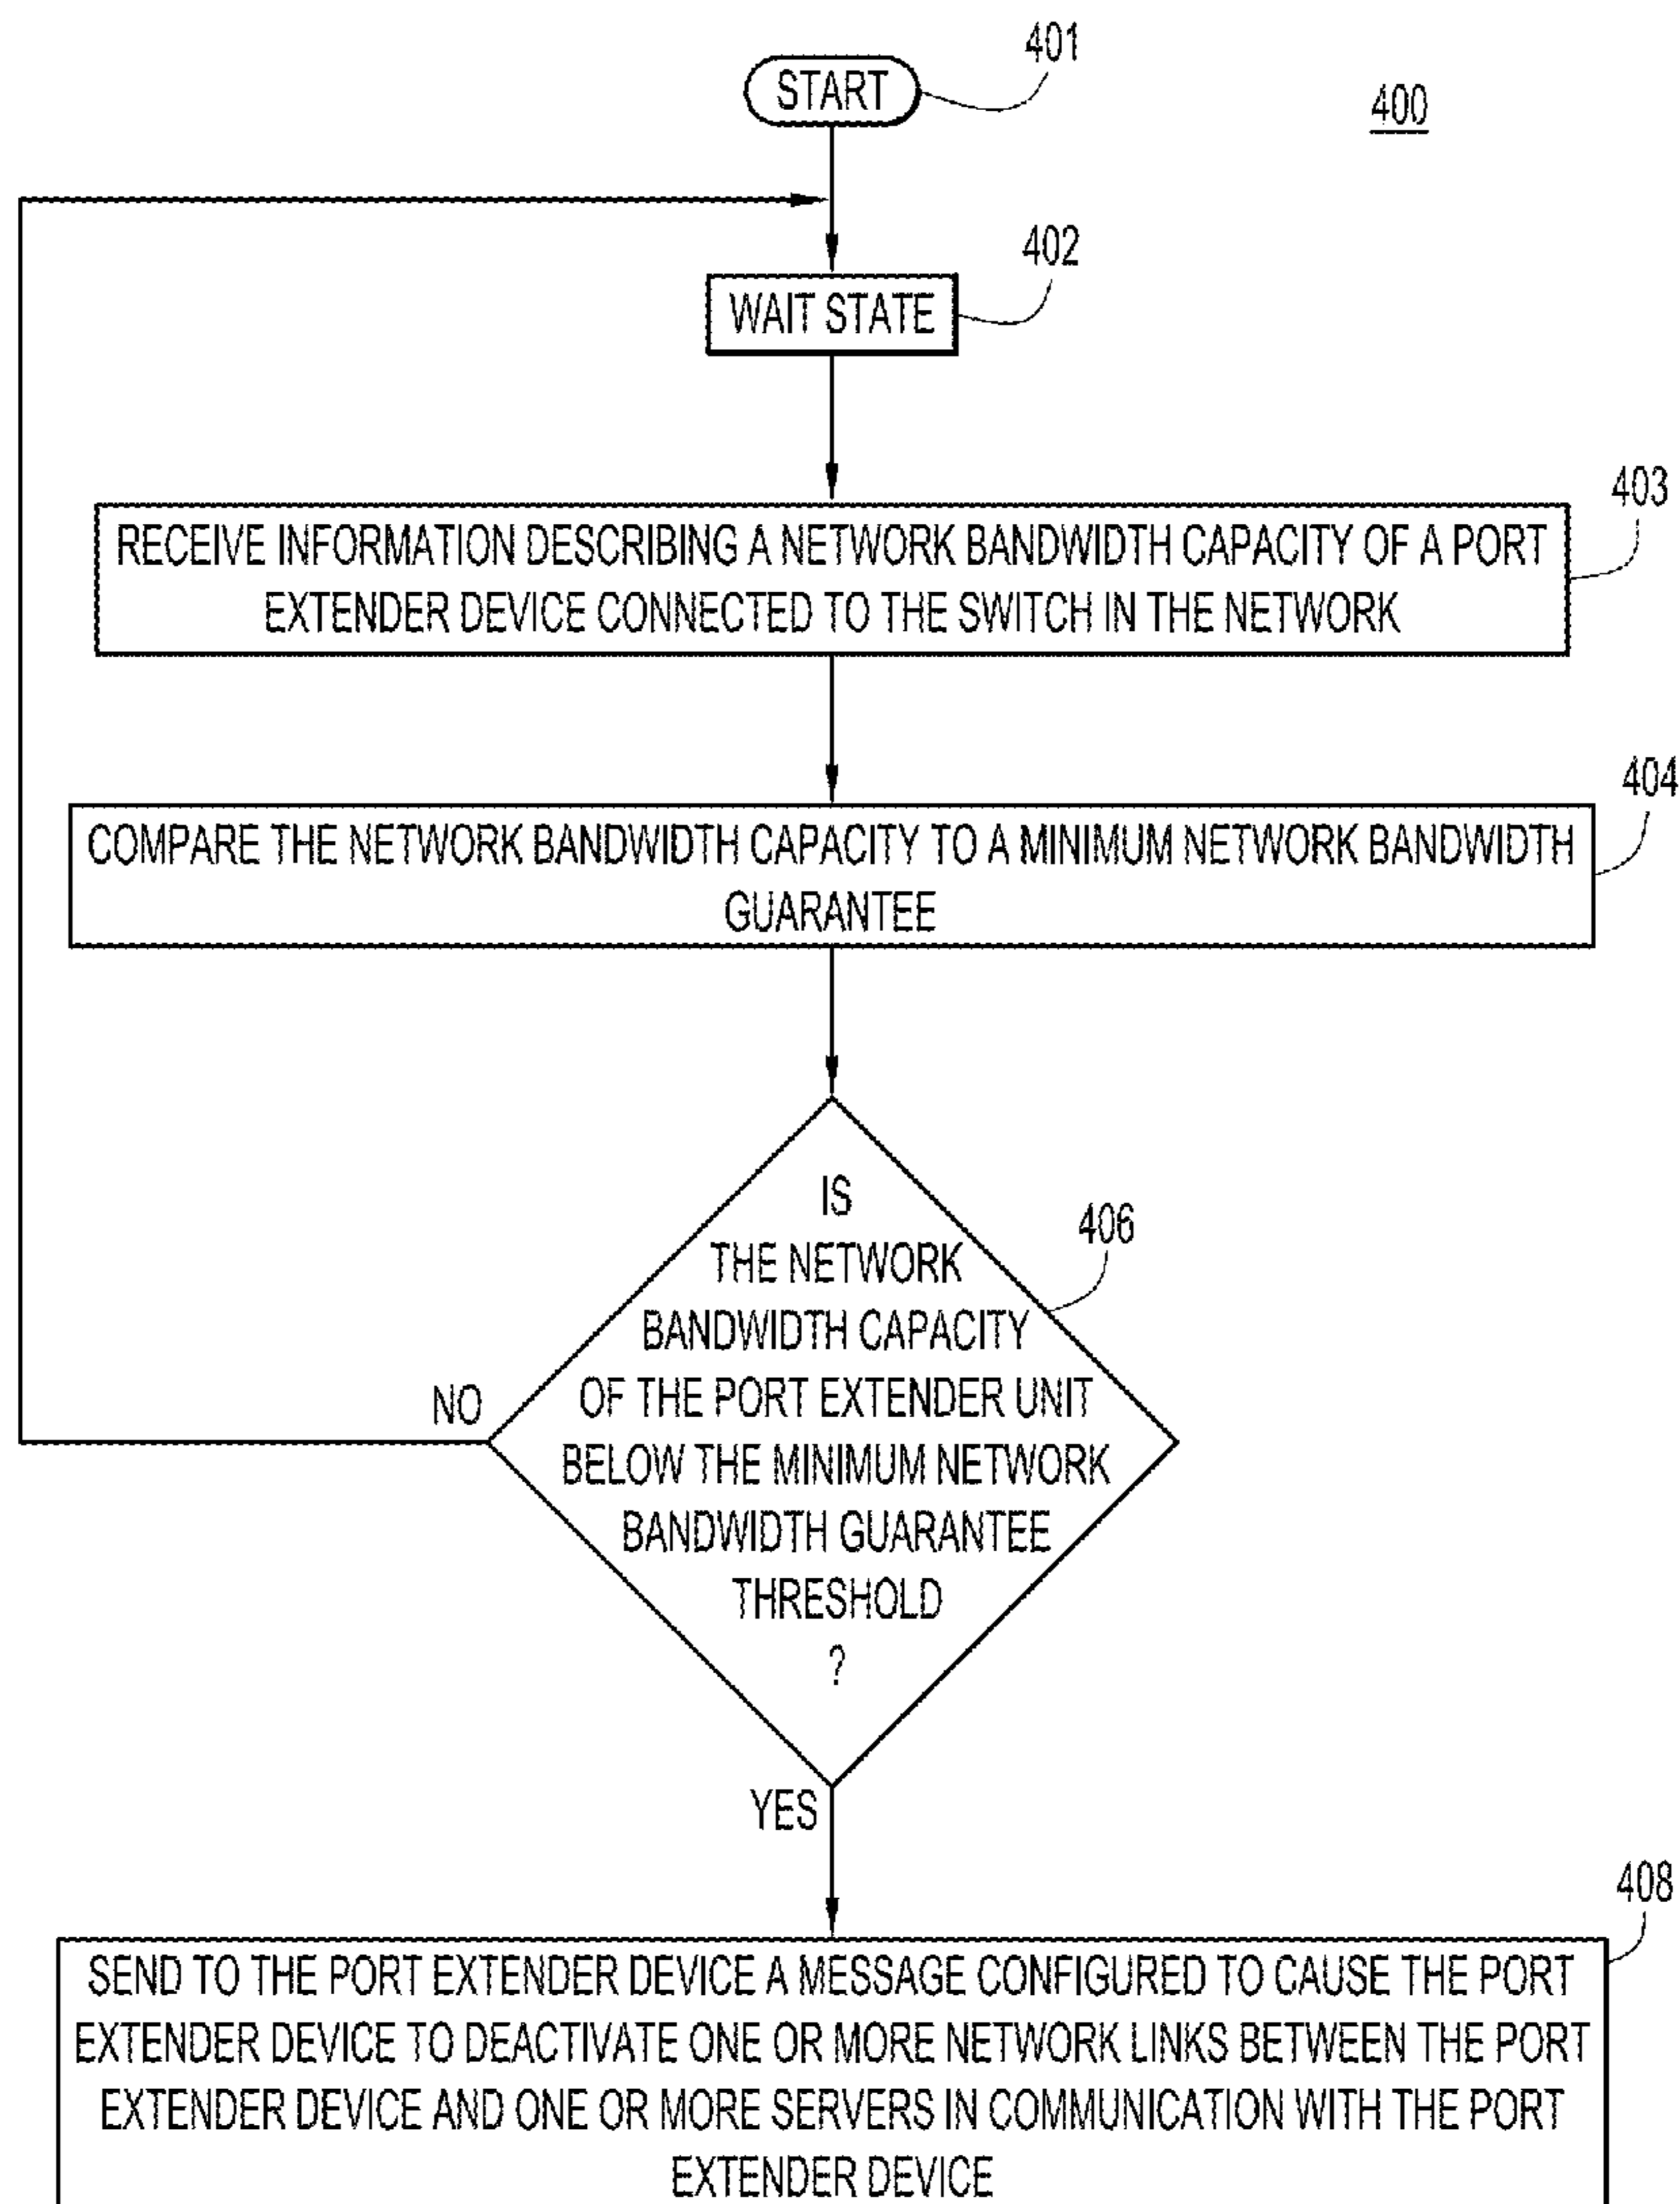 401
START
400
402
WAIT STATE
403
RECEIVE INFORMATION DESCRIBING A NETWORK BANDWIDTH CAPACITY OF A PORT
EXTENDER DEVICE CONNECTED TO THE SWITCH IN THE NETWORK
404
COMPARE THE NETWORK BANDWIDTH CAPACITY TO A MINIMUM NETWORK BANDWIDTH
GUARANTEE
406
IS
THE NETWORK
BANDWIDTH CAPACITY
OF THE PORT EXTENDER UNIT
BELOW THE MINIMUM NETWORK
BANDWIDTH GUARANTEE
THRESHOLD
?
NO
YES
408
SEND TO THE PORT EXTENDER DEVICE A MESSAGE CONFIGURED TO CAUSE THE PORT
EXTENDER DEVICE TO DEACTIVATE ONE OR MORE NETWORK LINKS BETWEEN THE PORT
EXTENDER DEVICE AND ONE OR MORE SERVERS IN COMMUNICATION WITH THE PORT
EXTENDER DEVICE